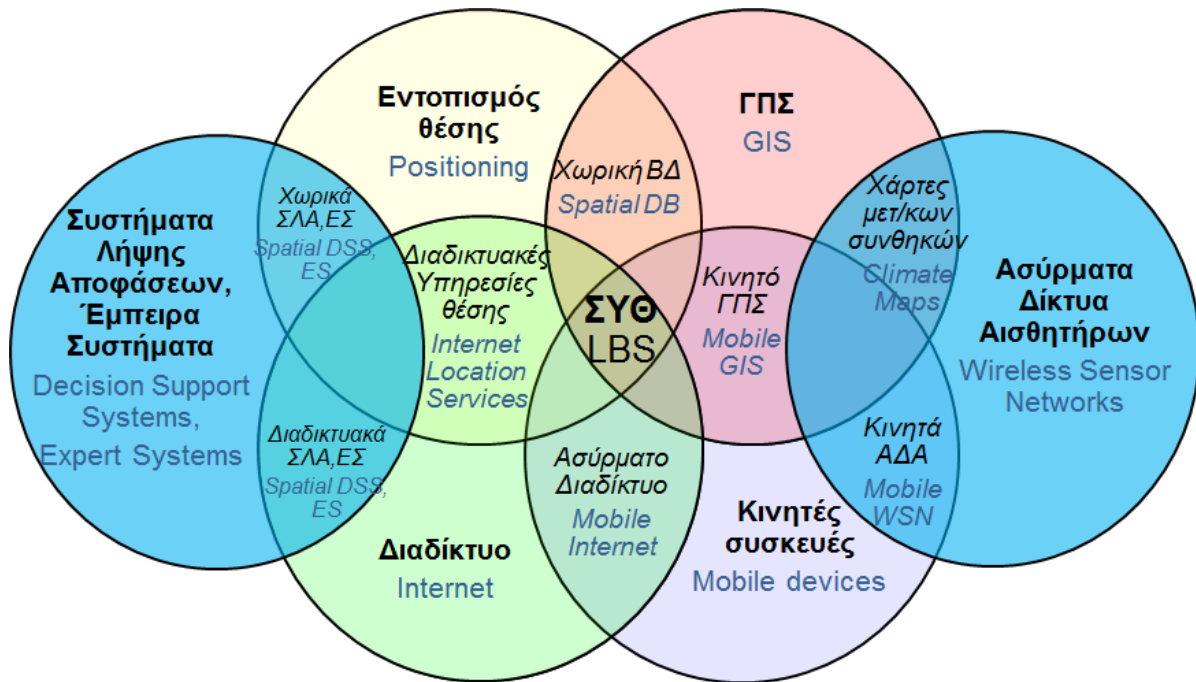 Εντοπισμός
θέσης
Positioning
ΓΠΣ
GIS
Χωρική ΒΔ
Spatial DB
Χωρικά
ΣΛΑ,ΕΣ
Spatial DSS,
ES
Χάρτες
μετ/κων
συνθηκών
Climate
Maps
Συστήματα
Λήψης
Αποφάσεων,
Έμπειρα
Συστήματα
Decision Support
Systems,
Expert Systems
Διαδικτυακές
Υπηρεσίες
θέσης
Internet
Location
Services
ΣΥΘ
LBS
Κινητό
ΓΠΣ
Mobile
GIS
Ασύρματα
Δίκτυα
Αισθητήρων
Wireless Sensor
Networks
Διαδικτυακά
ΣΛΑ,ΕΣ
Spatial DSS,
ES
Ασύρματο
Διαδίκτυο
Mobile
Internet
Κινητά
ΑΔΑ
Mobile
WSN
Διαδίκτυο
Internet
Κινητές
συσκευές
Mobile devices